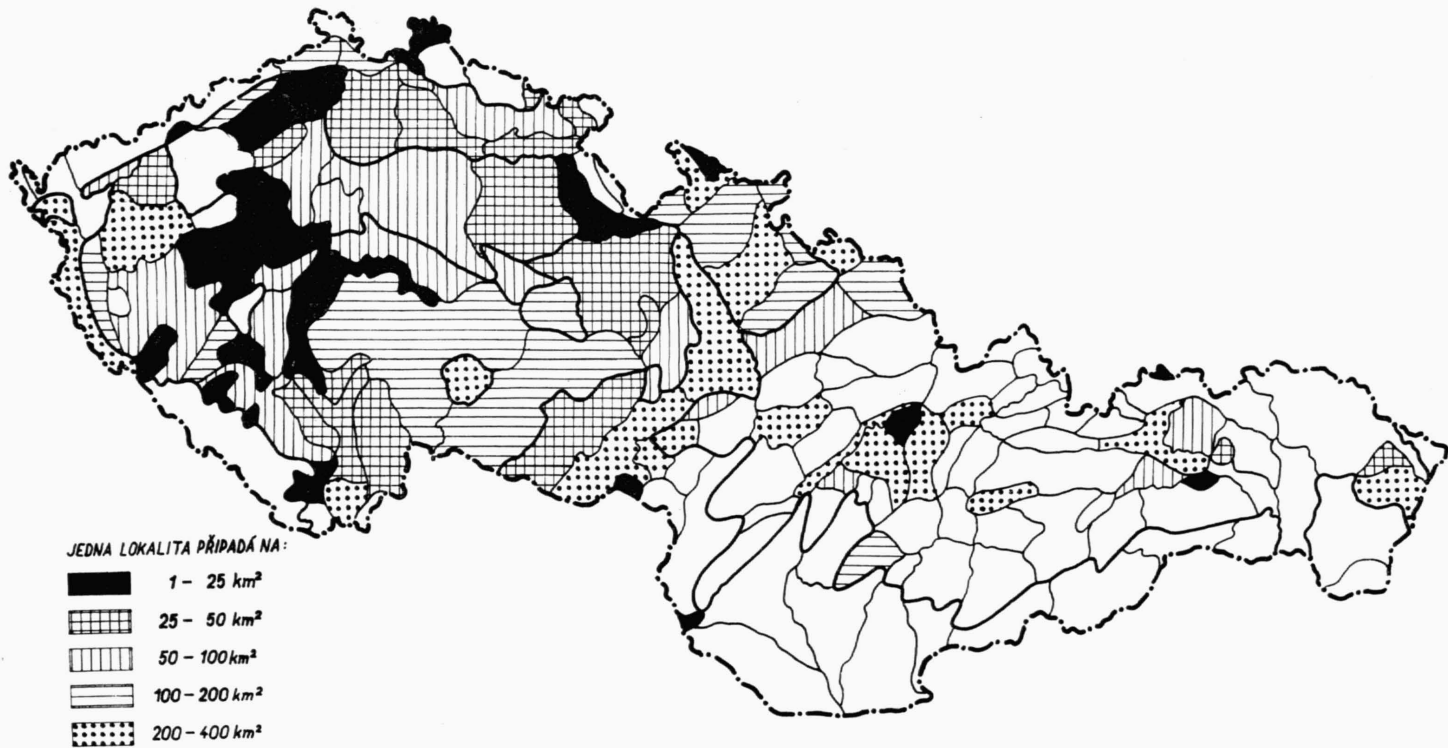 JEDNA LOKALITA PŘIPADÁ NA:
1 - 25 km²
25 - 50 km²
50 - 100 km²
100 - 200 km²
200 - 400 km²